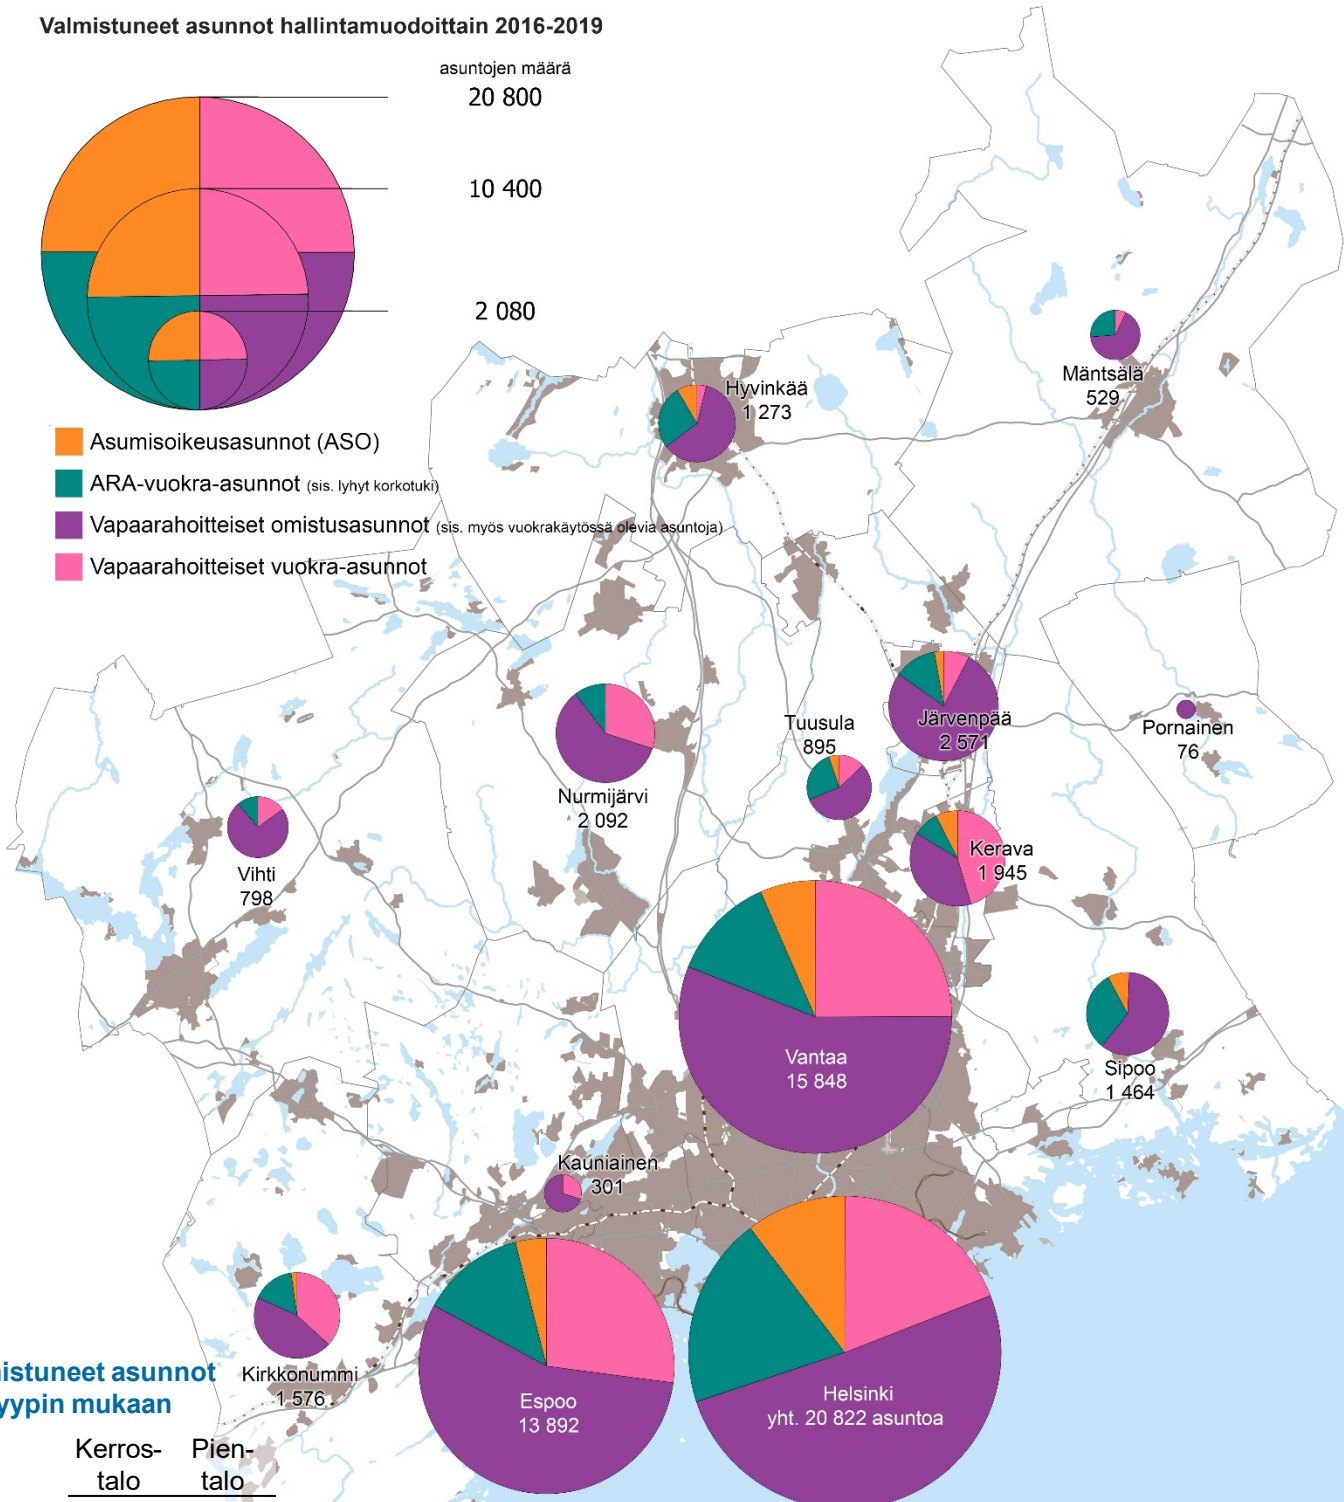 Valmistuneet asunnot hallintamuodoittain 2016-2019
asuntojen määrä
20 800
10 400
2 080
Asumisoikeusasunnot (ASO)
ARA-vuokra-asunnot (sis. lyhyt korkotuki)
Vapaarahoitteiset omistusasunnot (sis. myös vuokrakäytössä olevia asuntoja)
Vapaarahoitteiset vuokra-asunnot
Mäntsälä
529
Hyvinkää
1 273
Järvenpää
2 571
Pornainen
76
Tuusula
895
Nurmijärvi
2 092
Kerava
1 945
Vihti
798
Vantaa
15 848
Sipoo
1 464
Kauniainen
301
Kirkkonummi
1 576
Espoo
13 892
Helsinki
yht. 20 822 asuntoa
mistuneet asunnot
yypin mukaan
Kerros- Pien-
talo talo